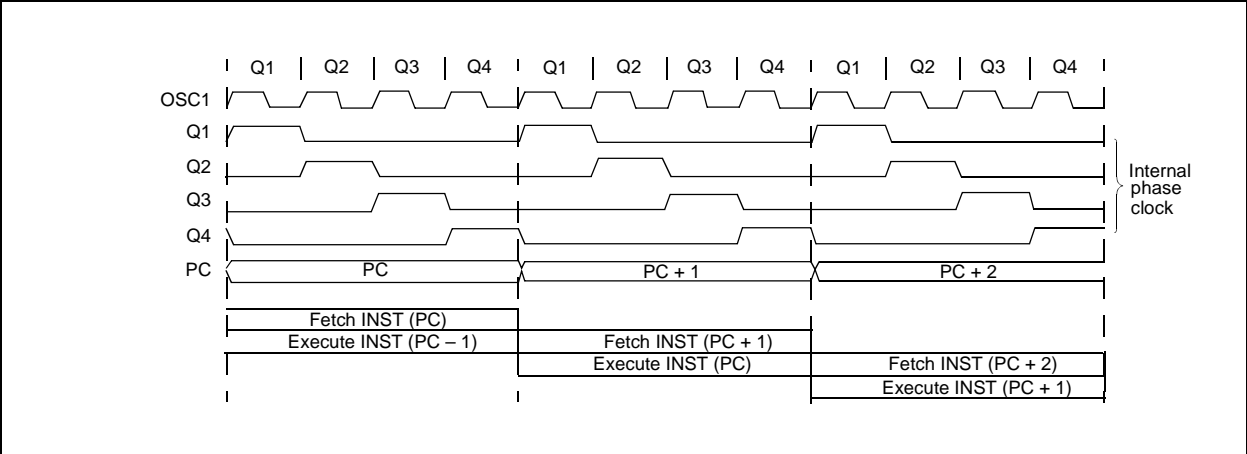 Q1 Q2 Q3 Q4 Q1 Q2 Q3 Q4 Q1 Q2 Q3 Q4
OSC1
Q1
Q2
Q3
Q4
Internal
phase
clock
PC PC PC + 1 PC + 2
Fetch INST (PC)
Execute INST (PC – 1) Fetch INST (PC + 1)
Execute INST (PC) Fetch INST (PC + 2)
Execute INST (PC + 1)